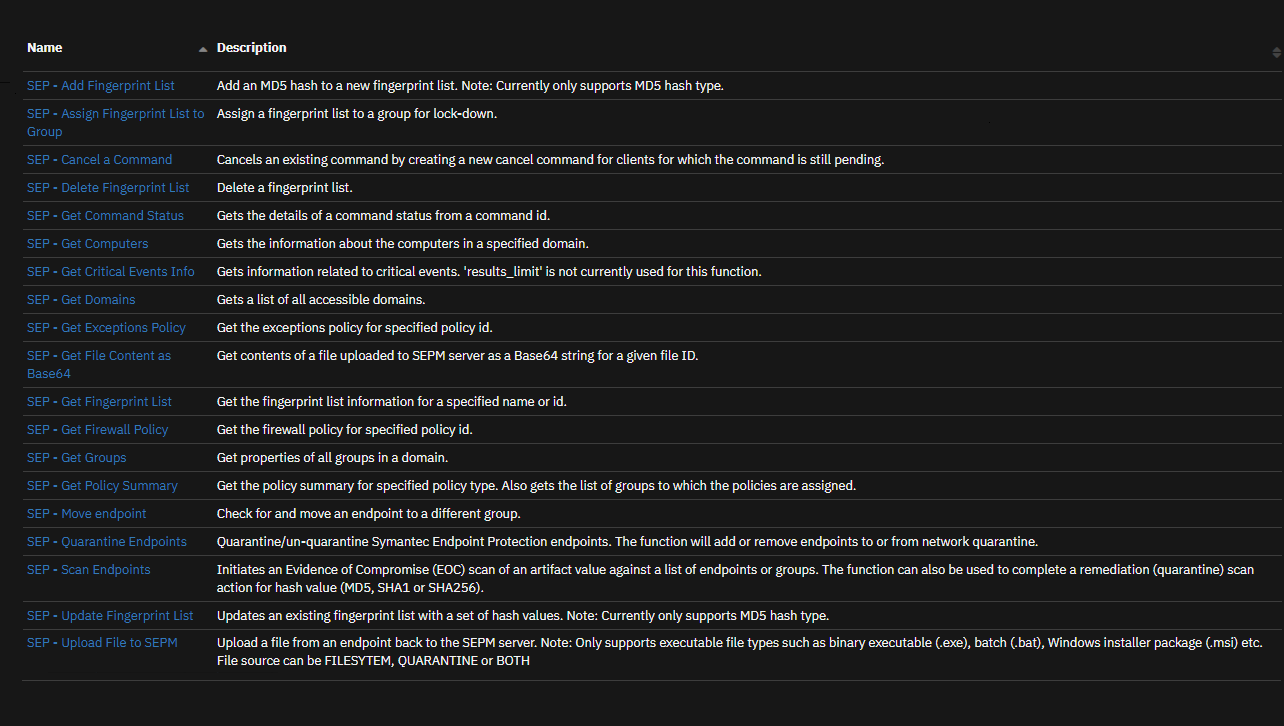 Name Description
SEP - Add Fingerprint List Add an MD5 hash to a new fingerprint list. Note: Currently only supports MD5 hash type.
SEP - Assign Fingerprint List to Assign a fingerprint list to a group for lock-down.
Group
SEP - Cancel a Command Cancels an existing command by creating a new cancel command for clients for which the command is still pending.
SEP - Delete Fingerprint List Delete a fingerprint list.
SEP - Get Command Status Gets the details of a command status from a command id.
SEP - Get Computers Gets the information about the computers in a specified domain.
SEP - Get Critical Events Info Gets information related to critical events. 'results_limit' is not currently used for this function.
SEP - Get Domains Gets a list of all accessible domains.
SEP - Get Exceptions Policy Get the exceptions policy for specified policy id.
SEP - Get File Content as Get contents of a file uploaded to SEPM server as a Base64 string for a given file ID.
Base64
SEP - Get Fingerprint List Get the fingerprint list information for a specified name or id.
SEP - Get Firewall Policy Get the firewall policy for specified policy id.
SEP - Get Groups Get properties of all groups in a domain.
SEP - Get Policy Summary Get the policy summary for specified policy type. Also gets the list of groups to which the policies are assigned.
SEP - Move endpoint Check for and move an endpoint to a different group.
SEP - Quarantine Endpoints Quarantine/un-quarantine Symantec Endpoint Protection endpoints. The function will add or remove endpoints to or from network quarantine.
SEP - Scan Endpoints Initiates an Evidence of Compromise (EOC) scan of an artifact value against a list of endpoints or groups. The function can also be used to complete a remediation (quarantine) scan
action for hash value (MD5, SHA1 or SHA256).
SEP - Update Fingerprint List Updates an existing fingerprint list with a set of hash values. Note: Currently only supports MD5 hash type.
SEP - Upload File to SEPM Upload a file from an endpoint back to the SEPM server. Note: Only supports executable file types such as binary executable (.exe), batch (.bat), Windows installer package (.msi) etc.
File source can be FILESYTEM, QUARANTINE or BOTH